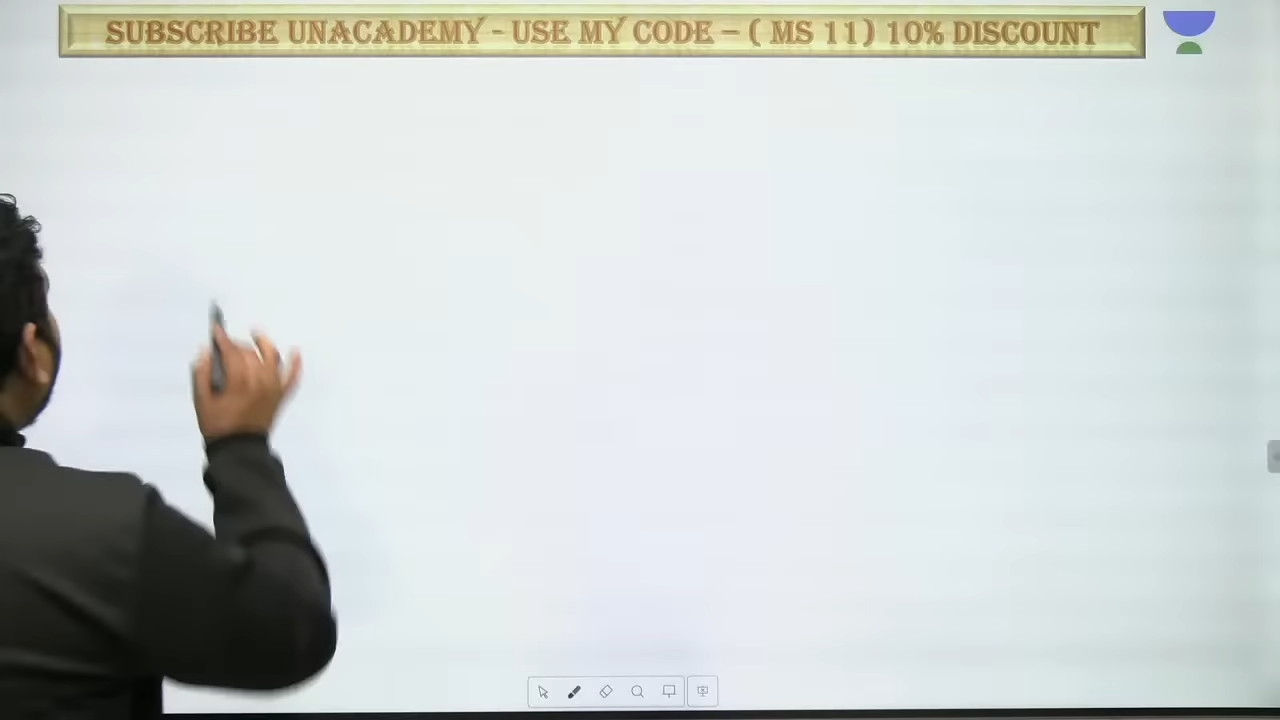 SUBSCRIBE UNACADEMY - USE MY CODE – ( MS 11) 10% DISCOUNT